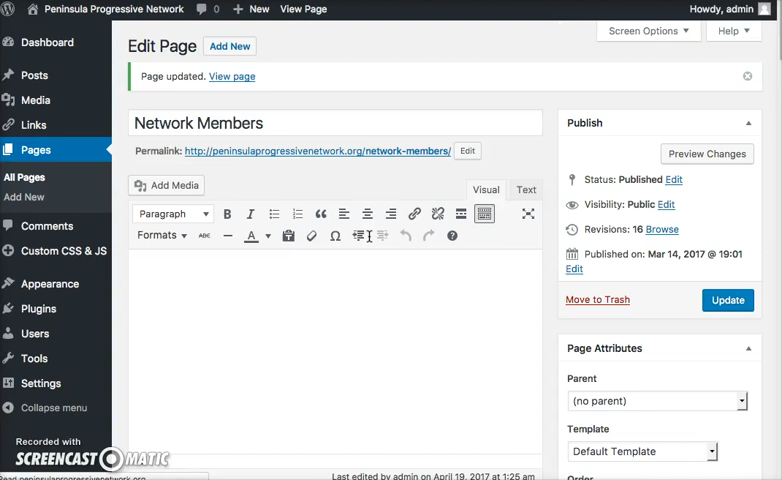 Peninsula Progressive Network 0 New View Page Howdy, admin
Screen Options Help
Dashboard
Posts
Media
Links
Pages
All Pages
Add New
Comments
Custom CSS & JS
Appearance
Plugins
Users
Tools
Settings
Collapse menu
Recorded with
SCREENCAST-O-MATIC
Edit Page Add New
Page updated. View page
Network Members
Permalink: http://peninsulaprogressivenetwork.org/network-members/ Edit
Add Media
Visual Text
Paragraph B I
Formats ABC A
Last edited by admin on April 19, 2017 at 1:25 am
Publish
Preview Changes
Status: Published Edit
Visibility: Public Edit
Revisions: 16 Browse
Published on: Mar 14, 2017 @ 19:01
Edit
Move to Trash Update
Page Attributes
Parent
(no parent)
Template
Default Template
Order
Read peninsulaprogressivenetwork.org